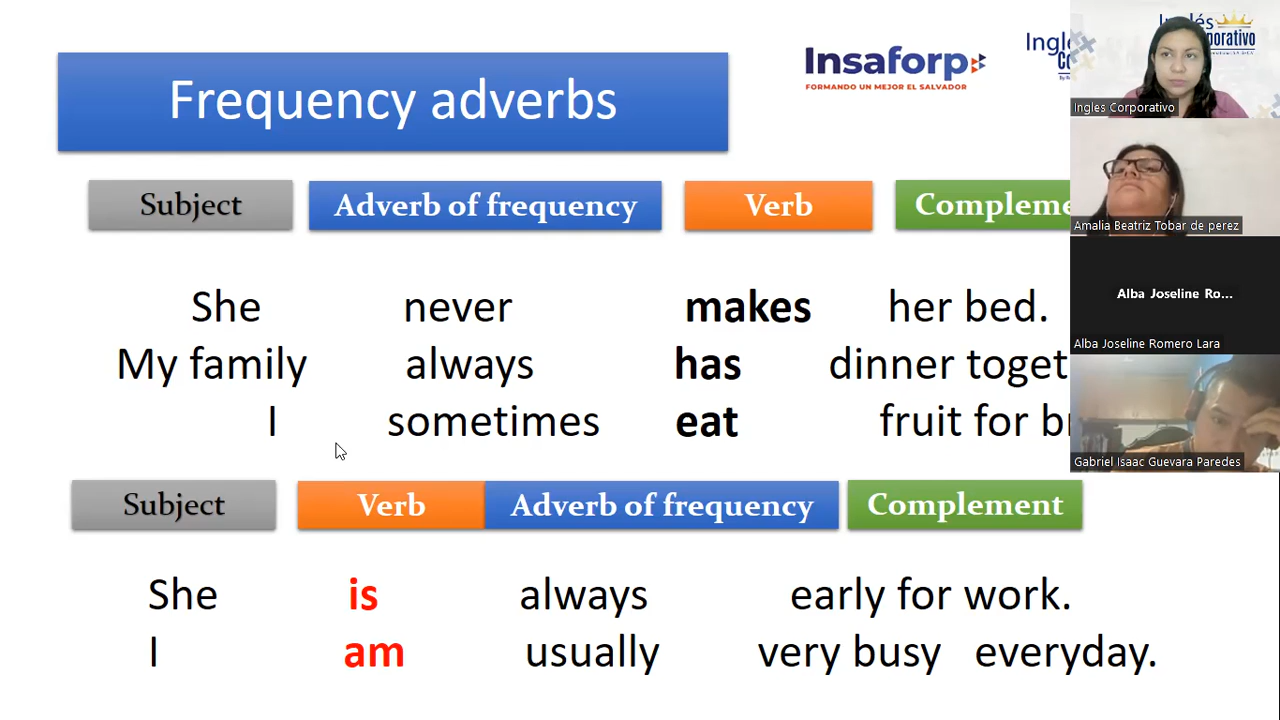 Frequency adverbs
Insaforp
FORMANDO UN MEJOR EL SALVADOR
Ingles Corporativo
Subject Adverb of frequency Verb Compleme
Amalia Beatriz Tobar de perez
She never makes her bed.
Alba Joseline Ro...
Alba Joseline Romero Lara
My family always has dinner toget
I sometimes eat fruit for br
Gabriel Isaac Guevara Paredes
Subject Verb Adverb of frequency Complement
She is always early for work.
I am usually very busy everyday.